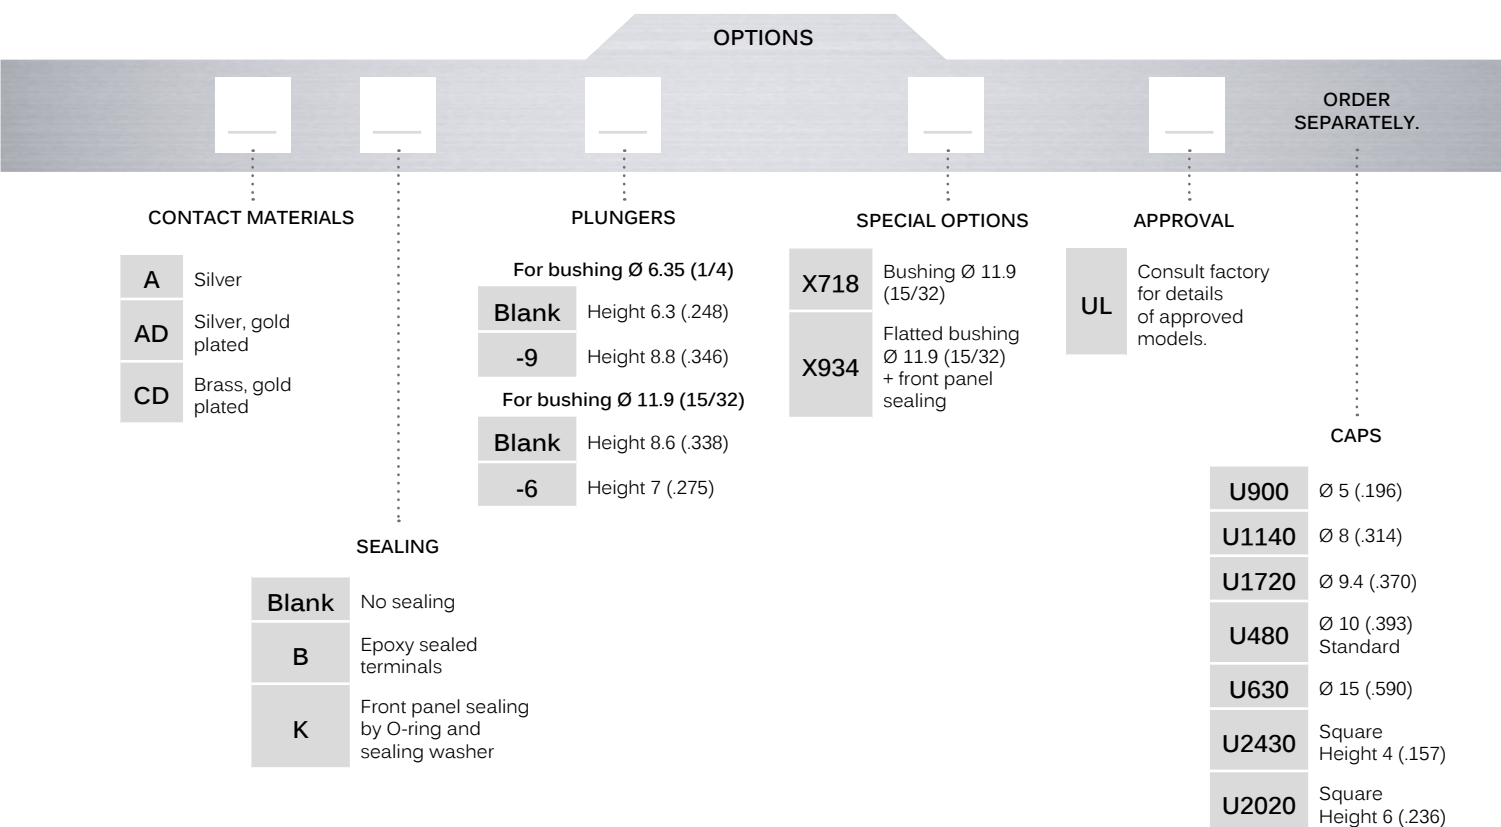 OPTIONS
ORDER
SEPARATELY.
CONTACT MATERIALS
A Silver
AD Silver, gold
plated
CD Brass, gold
plated
SEALING
Blank No sealing
B Epoxy sealed
terminals
K Front panel sealing
by O-ring and
sealing washer
PLUNGERS
For bushing Ø 6.35 (1/4)
Blank Height 6.3 (.248)
-9 Height 8.8 (.346)
For bushing Ø 11.9 (15/32)
Blank Height 8.6 (.338)
-6 Height 7 (.275)
SPECIAL OPTIONS
X718 Bushing Ø 11.9
(15/32)
X934 Flatted bushing
Ø 11.9 (15/32)
+ front panel
sealing
APPROVAL
UL Consult factory
for details
of approved
models.
CAPS
U900 Ø 5 (.196)
U1140 Ø 8 (.314)
U1720 Ø 9.4 (.370)
U480 Ø 10 (.393)
Standard
U630 Ø 15 (.590)
U2430 Square
Height 4 (.157)
U2020 Square
Height 6 (.236)